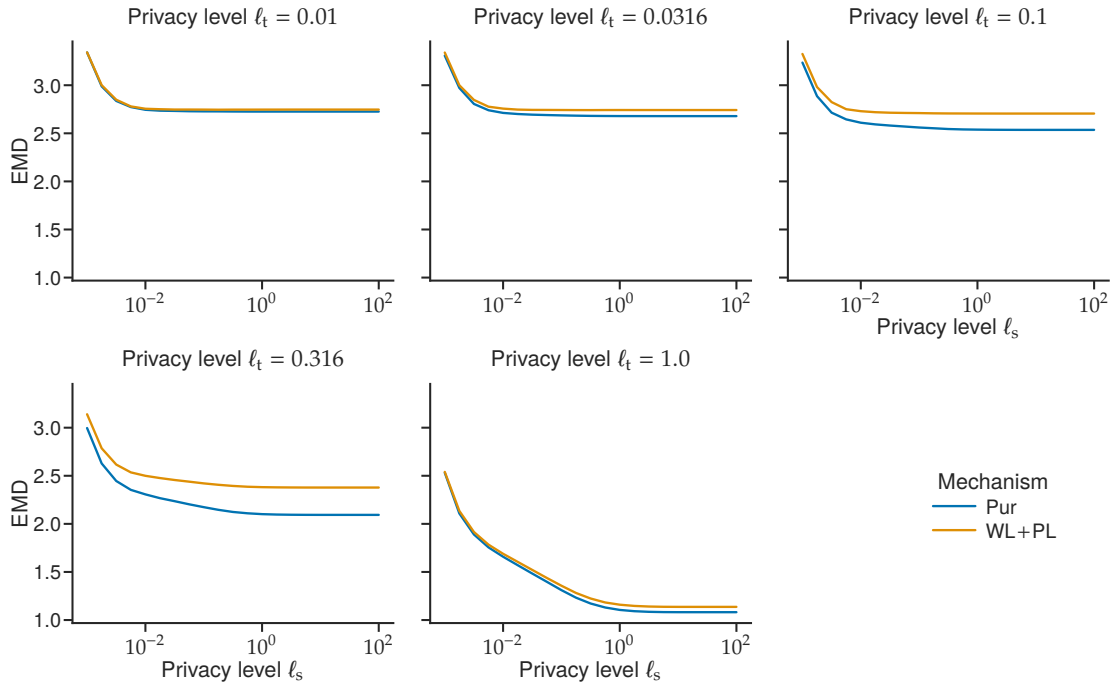 Privacy level ℓt = 0.01
Privacy level ℓt = 0.0316
Privacy level ℓt = 0.1
EMD
3.0
2.5
2.0
1.5
1.0
10⁻² 10⁰ 10²
10⁻² 10⁰ 10²
10⁻² 10⁰ 10²
Privacy level ℓs
Privacy level ℓt = 0.316
Privacy level ℓt = 1.0
EMD
3.0
2.5
2.0
1.5
1.0
10⁻² 10⁰ 10²
10⁻² 10⁰ 10²
Privacy level ℓs
Privacy level ℓs
Mechanism
Pur
WL+PL